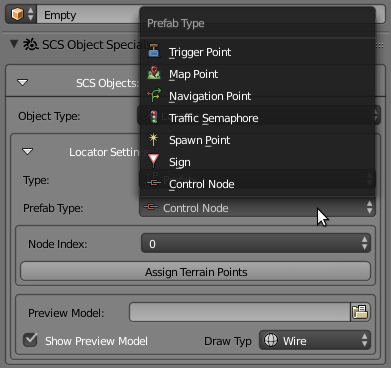 Empty
Prefab Type
SCS Object Specia
Trigger Point
Map Point
SCS Objects
Navigation Point
Object Type:
Traffic Semaphore
Spawn Point
Locator Settin
Sign
Type:
Control Node
Prefab Type:
Control Node
Node Index:
0
Assign Terrain Points
Preview Model:
Show Preview Model
Draw Typ
Wire